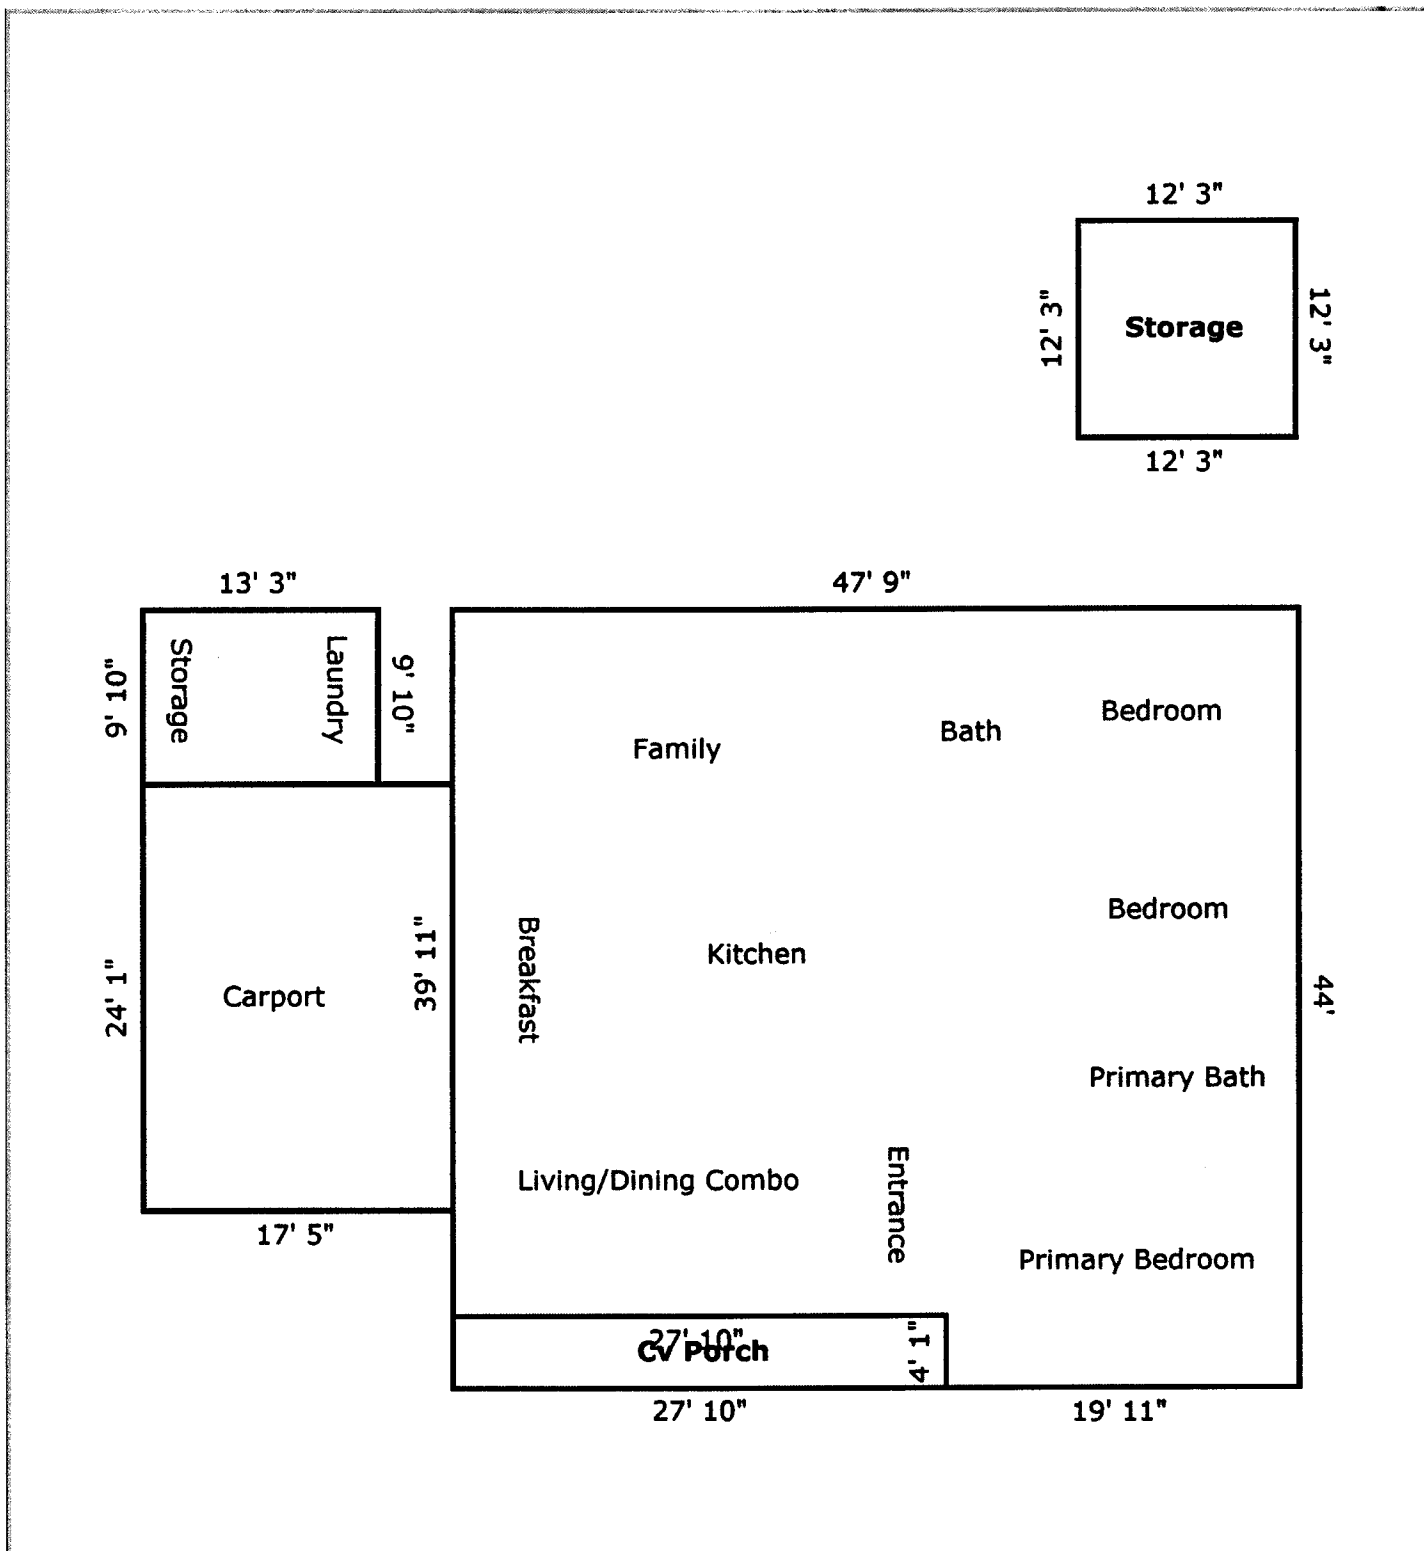 12' 3"
12' 3"
Storage
12' 3"
12' 3"
13' 3"
47' 9"
9' 10"
Storage
Laundry
9' 10"
Family
Bath
Bedroom
Bedroom
Breakfast
Kitchen
39' 11"
24' 1"
Carport
44'
Primary Bath
Living/Dining Combo
Entrance
17' 5"
Primary Bedroom
27' 10"
4' 1"
Cv Porch
27' 10"
19' 11"